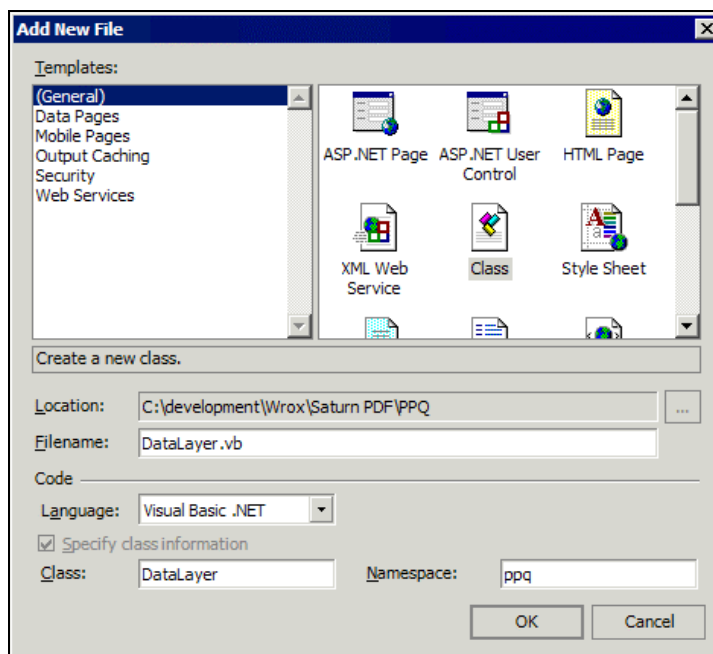 Add New File
Templates:
(General)
Data Pages
Mobile Pages
Output Caching
Security
Web Services
ASP.NET Page
ASP.NET User Control
HTML Page
XML Web Service
Class
Style Sheet
Create a new class.
Location: C:\development\Wrox\Saturn PDF\PPQ ...
Filename: DataLayer.vb
Code
Language: Visual Basic .NET
Specify class information
Class: DataLayer Namespace: ppq
OK Cancel